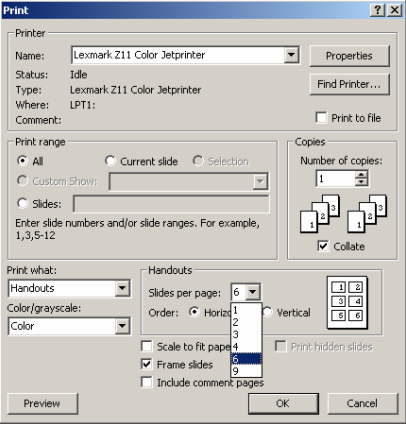 Print
Printer
Name: Lexmark Z11 Color Jetprinter Properties
Status: Idle
Type: Lexmark Z11 Color Jetprinter Find Printer...
Where: LPT1:
Comment: Print to file
Print range Copies
All Current slide Selection Number of copies:
Custom Show: 1
Slides:
Enter slide numbers and/or slide ranges. For example,
1,3,5-12
1 2 3 1 2 3
Collate
Print what: Handouts
Handouts Slides per page: 6
Color/grayscale: Order: Vertical
Color
1 2
3 4
5 6
1
2
3
4
6
9
Scale to fit Print hidden slides
Frame slides
Include comment pages
Preview OK Cancel